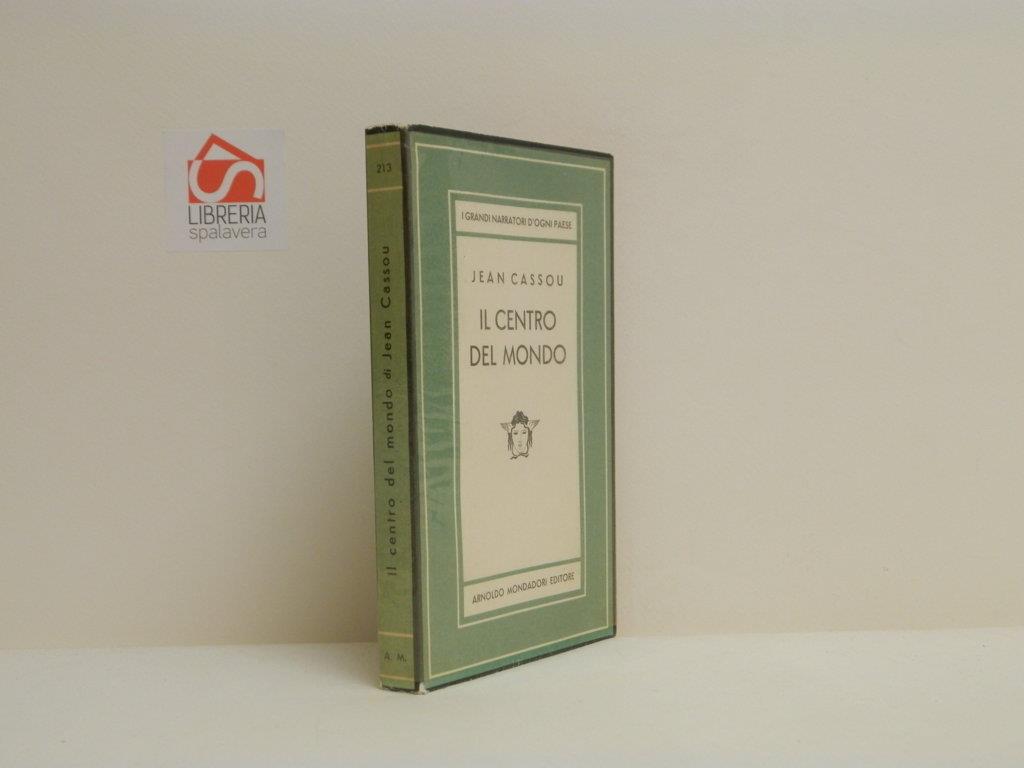 LIBRERIA
spalavera
213
Il centro del mondo di Jean Cassou
A. M.
I GRANDI NARRATORI D'OGNI PAESE
JEAN CASSOU
IL CENTRO
DEL MONDO
ARNOLDO MONDADORI EDITORE